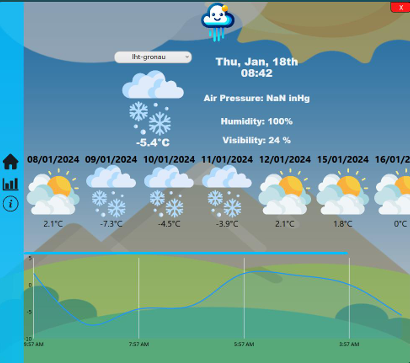 X
lht-gronau
Thu, Jan, 18th
08:42
Air Pressure: NaN inHg
Humidity: 100%
Visibility: 24 %
-5.4°C
08/01/2024 09/01/2024 10/01/2024 11/01/2024 12/01/2024 15/01/2024 16/01/2
2.1°C -7.3°C -4.5°C -3.9°C 2.1°C 1.8°C 0°C
5
0
-5
-10
7:57 AM 5:57 AM 3:57 AM